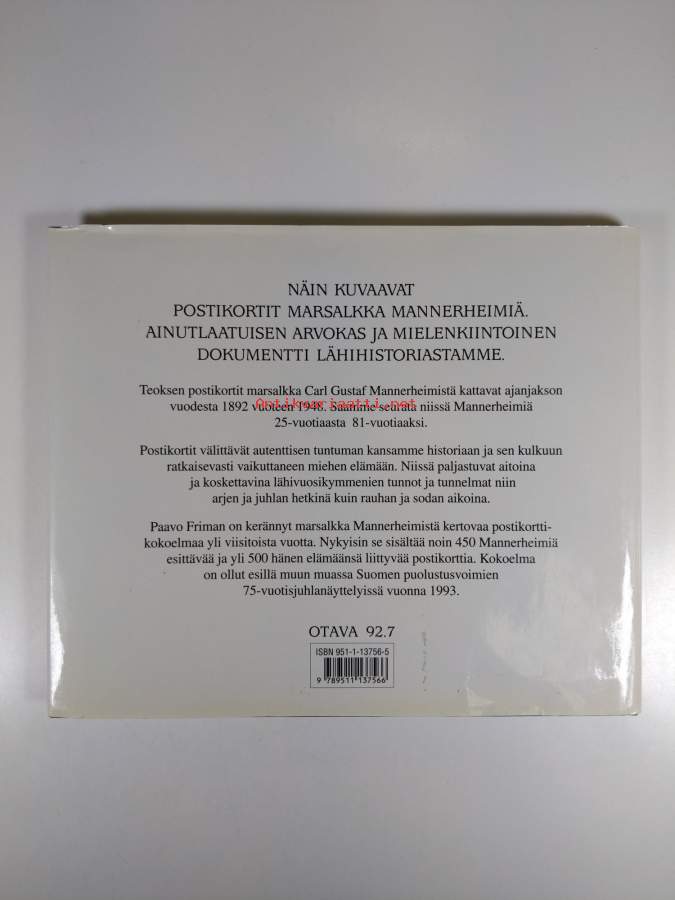 NÄIN KUVAAVAT
POSTIKORTIT MARSALKKA MANNERHEIMIÄ.
AINUTLAATUISEN ARVOKAS JA MIELENKIINTOINEN
DOKUMENTTI LÄHIHISTORIASTAMME.
Teoksen postikortit marsalkka Carl Gustaf Mannerheimistä kattavat ajanjakson
vuodesta 1892 vuoteen 1948. Saamme seurata niissä Mannerheimiä
Antikvariaatti.net
25-vuotiaasta 81-vuotiaaksi.
Postikortit välittävät autenttisen tuntuman kansamme historiaan ja sen kulkuun
ratkaisevasti vaikuttaneen miehen elämään. Niissä paljastuvat aitoina
ja koskettavina lähivuosikymmenien tunnot ja tunnelmat niin
arjen ja juhlan hetkinä kuin rauhan ja sodan aikoina.
Paavo Friman on kerännyt marsalkka Mannerheimistä kertovaa postikortti-
kokoelmaa yli viisitoista vuotta. Nykyisin se sisältää noin 450 Mannerheimiä
esittävää ja yli 500 hänen elämäänsä liittyvää postikorttia. Kokoelma
on ollut esillä muun muassa Suomen puolustusvoimien
75-vuotisjuhlanäyttelyissä vuonna 1993.
OTAVA 92.7
ISBN 951-1-13756-5
9 789511 137566